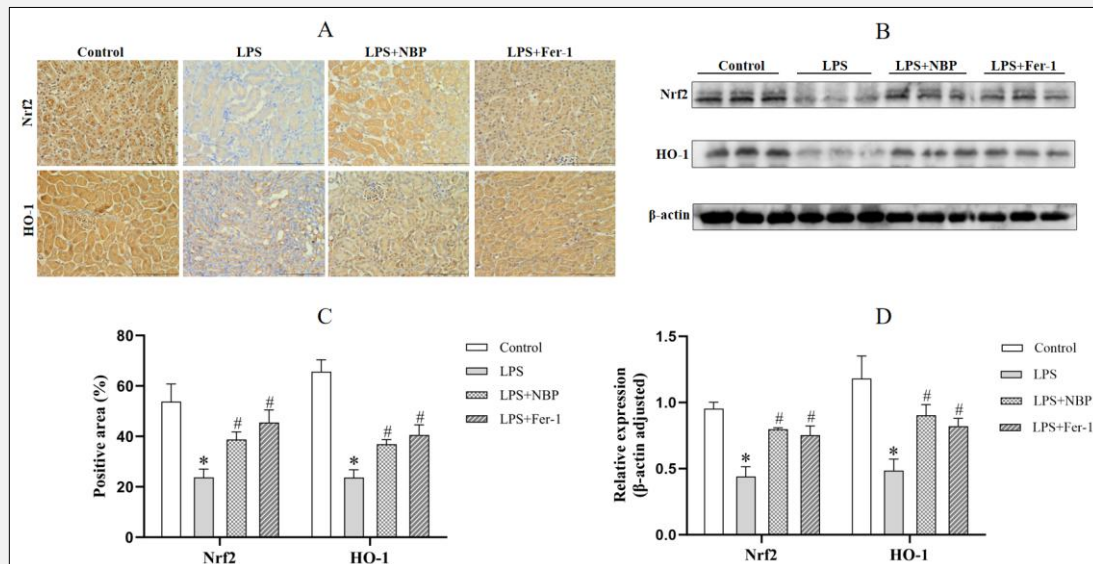 A
Control LPS LPS+NBP LPS+Fer-1
Nrf2
HO-1
B
Control LPS LPS+NBP LPS+Fer-1
Nrf2
HO-1
β-actin
C
Positive area (%)
80
60
40
20
0
* # #
* # #
Nrf2 HO-1
Control
LPS
LPS+NBP
LPS+Fer-1
D
Relative expression
(β-actin adjusted)
1.5
1.0
0.5
0.0
* # #
* # #
Nrf2 HO-1
Control
LPS
LPS+NBP
LPS+Fer-1